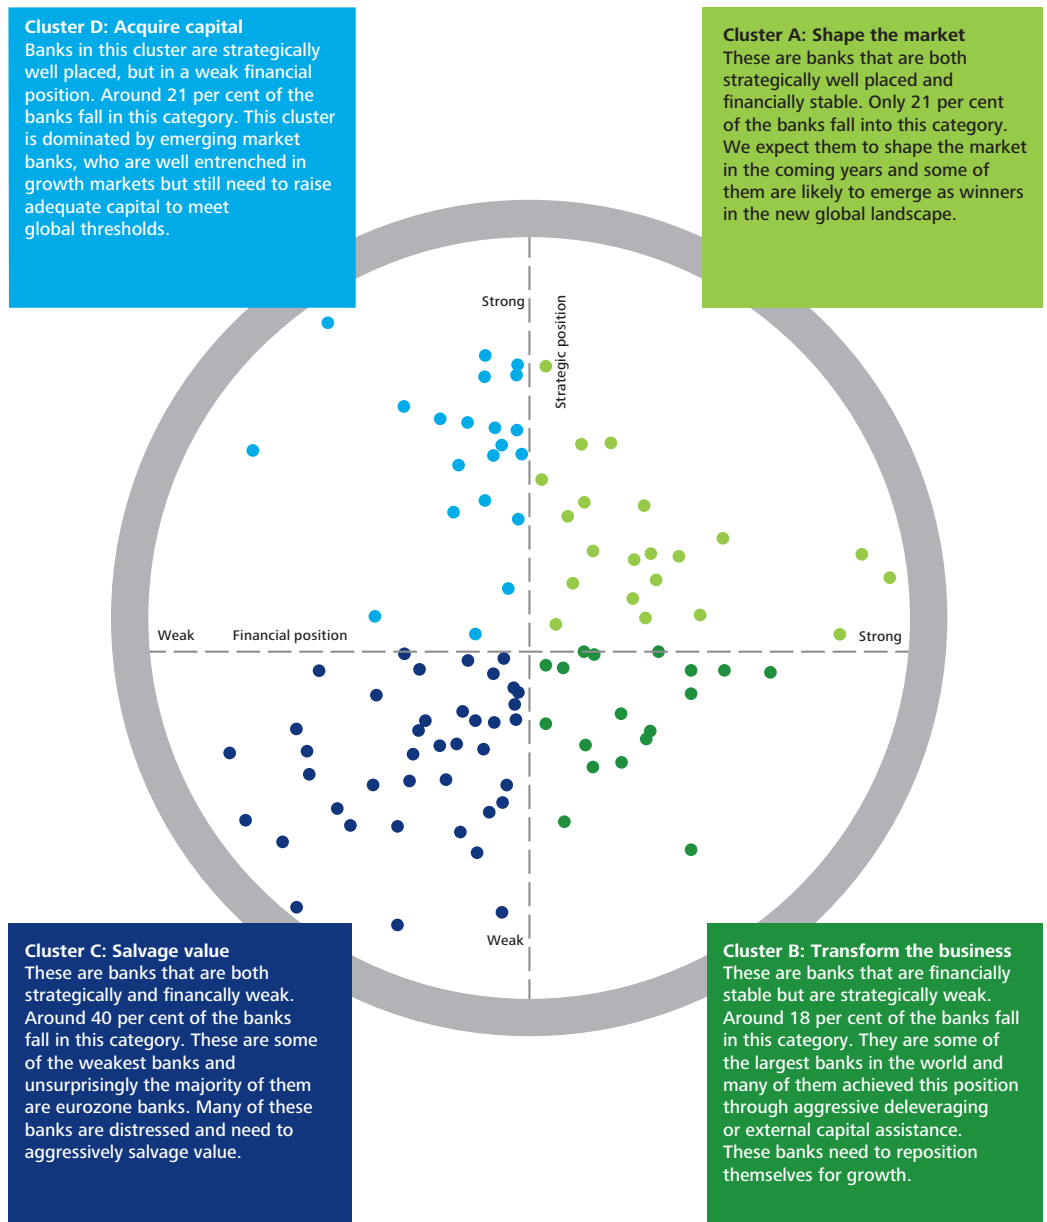 Cluster D: Acquire capital
Banks in this cluster are strategically
well placed, but in a weak financial
position. Around 21 per cent of the
banks fall in this category. This cluster
is dominated by emerging market
banks, who are well entrenched in
growth markets but still need to raise
adequate capital to meet
global thresholds.
Cluster A: Shape the market
These are banks that are both
strategically well placed and
financially stable. Only 21 per cent
of the banks fall into this category.
We expect them to shape the market
in the coming years and some of
them are likely to emerge as winners
in the new global landscape.
Strong
Strategic position
Weak
Financial position
Strong
Weak
Cluster C: Salvage value
These are banks that are both
strategically and financally weak.
Around 40 per cent of the banks
fall in this category. These are some
of the weakest banks and
unsurprisingly the majority of them
are eurozone banks. Many of these
banks are distressed and need to
aggressively salvage value.
Cluster B: Transform the business
These are banks that are financially
stable but are strategically weak.
Around 18 per cent of the banks fall
in this category. They are some of
the largest banks in the world and
many of them achieved this position
through aggressive deleveraging
or external capital assistance.
These banks need to reposition
themselves for growth.